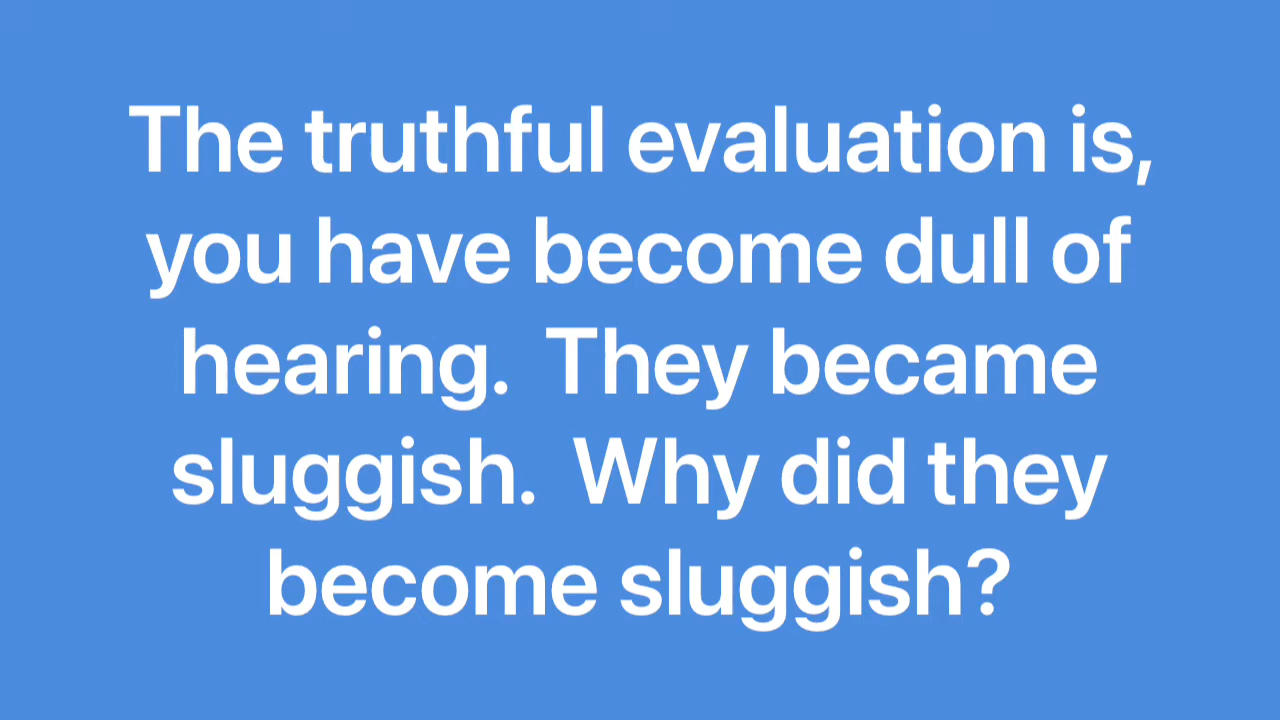 The truthful evaluation is,
you have become dull of
hearing.  They became
sluggish.  Why did they
become sluggish?